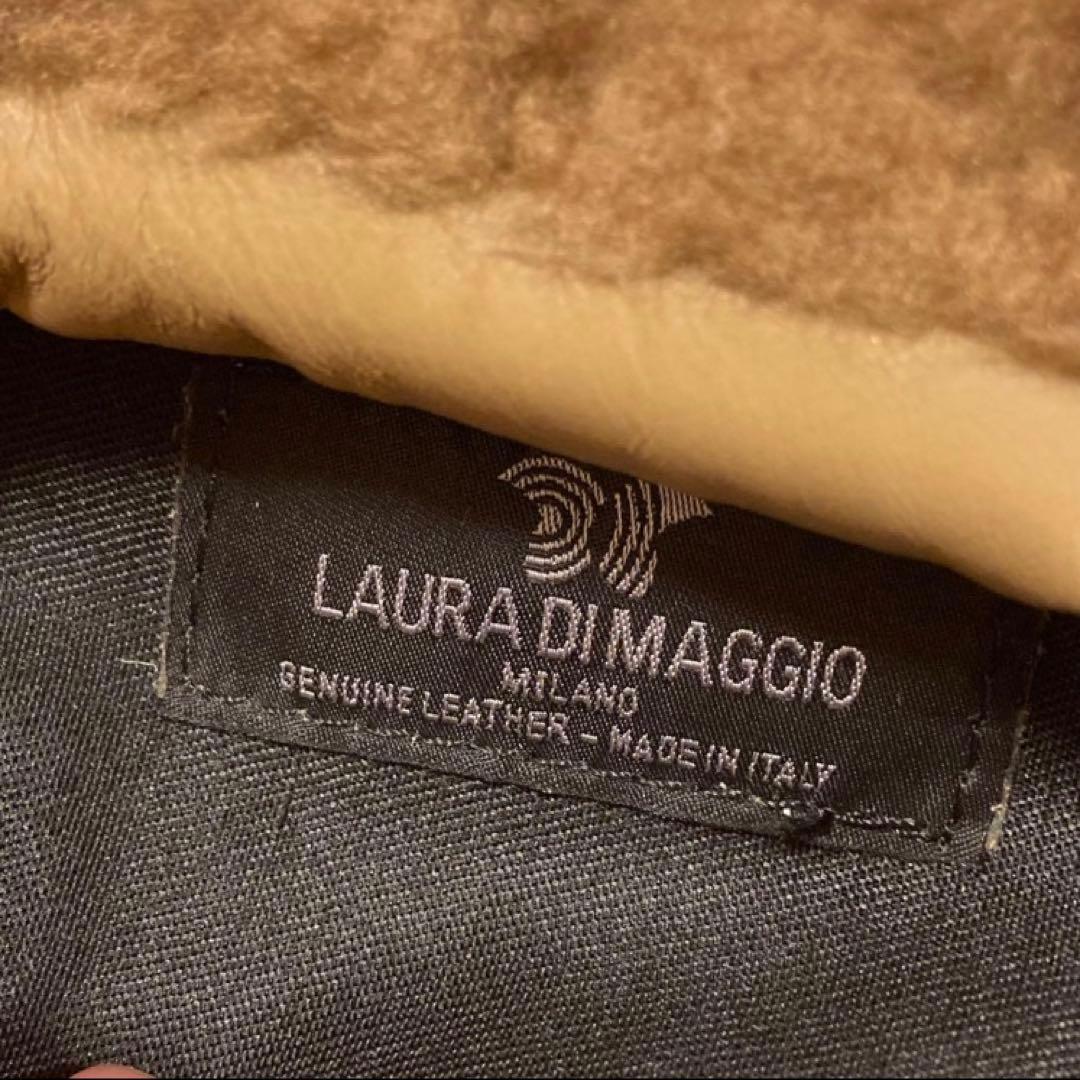 LAURA DI MAGGIO
MILANO
GENUINE LEATHER - MADE IN ITALY